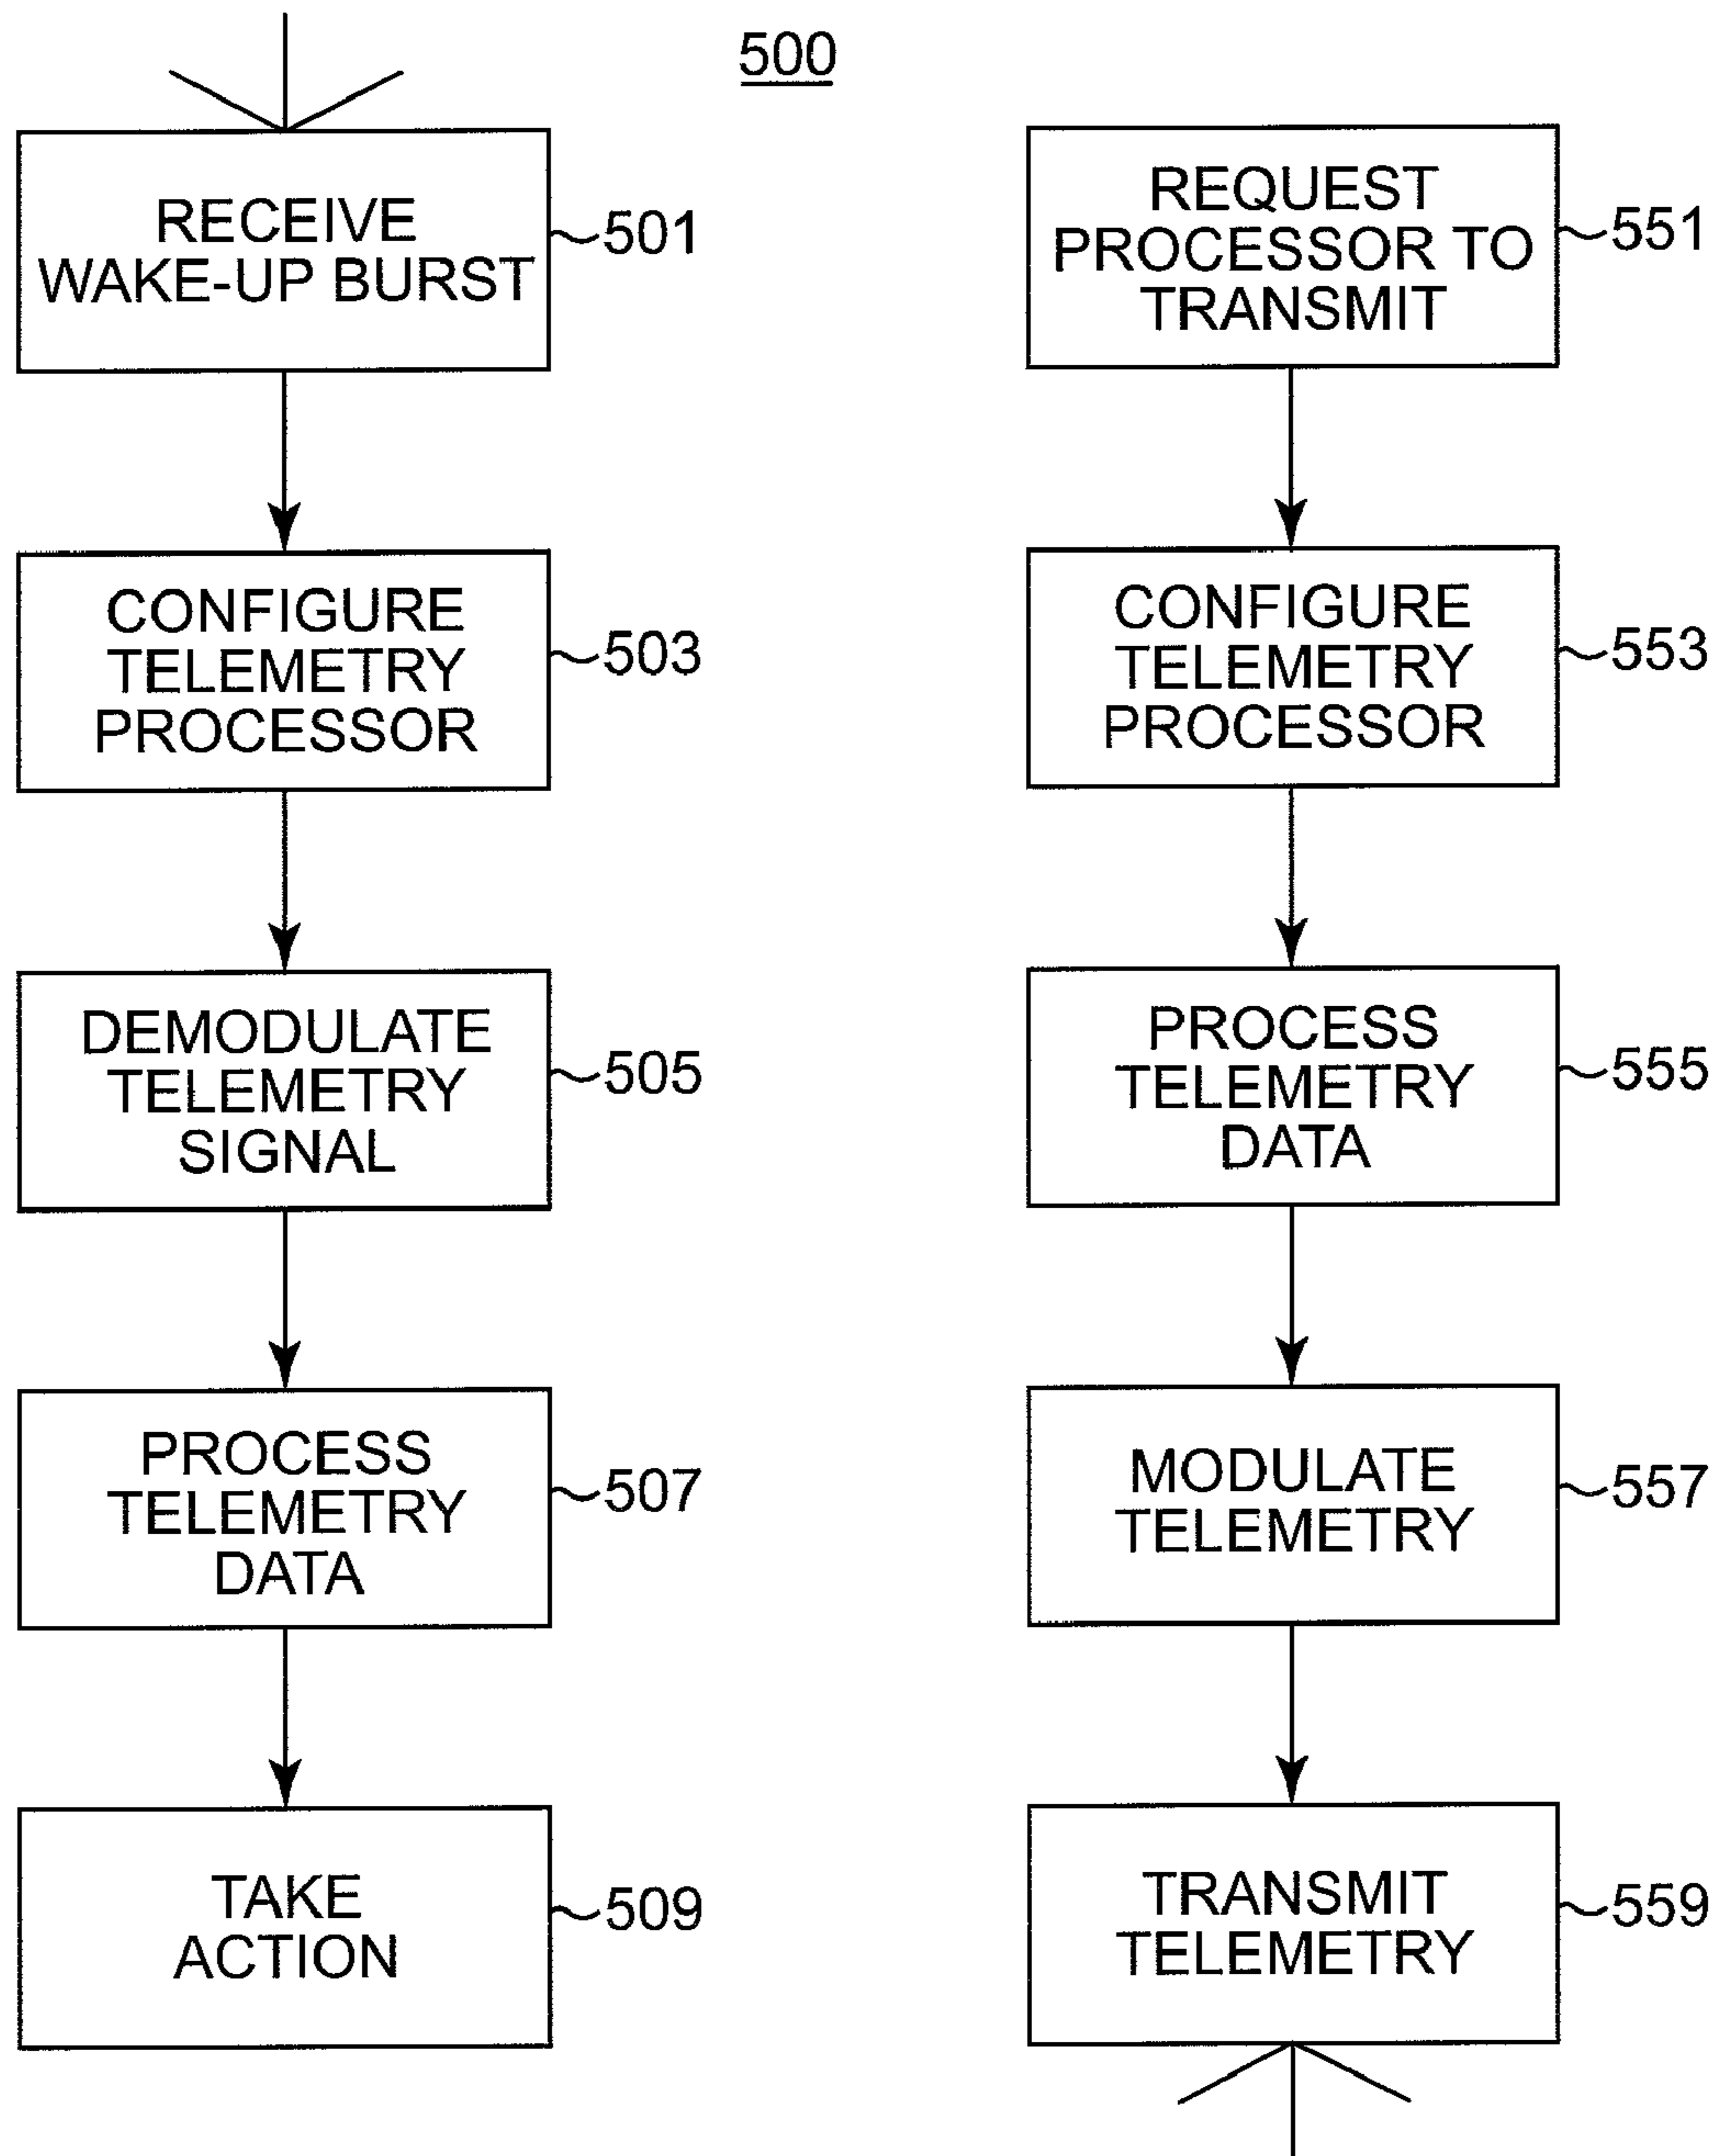 500
RECEIVE
WAKE-UP BURST
501
CONFIGURE
TELEMETRY
PROCESSOR
503
DEMODULATE
TELEMETRY
SIGNAL
505
PROCESS
TELEMETRY
DATA
507
TAKE
ACTION
509
REQUEST
PROCESSOR TO
TRANSMIT
551
CONFIGURE
TELEMETRY
PROCESSOR
553
PROCESS
TELEMETRY
DATA
555
MODULATE
TELEMETRY
557
TRANSMIT
TELEMETRY
559